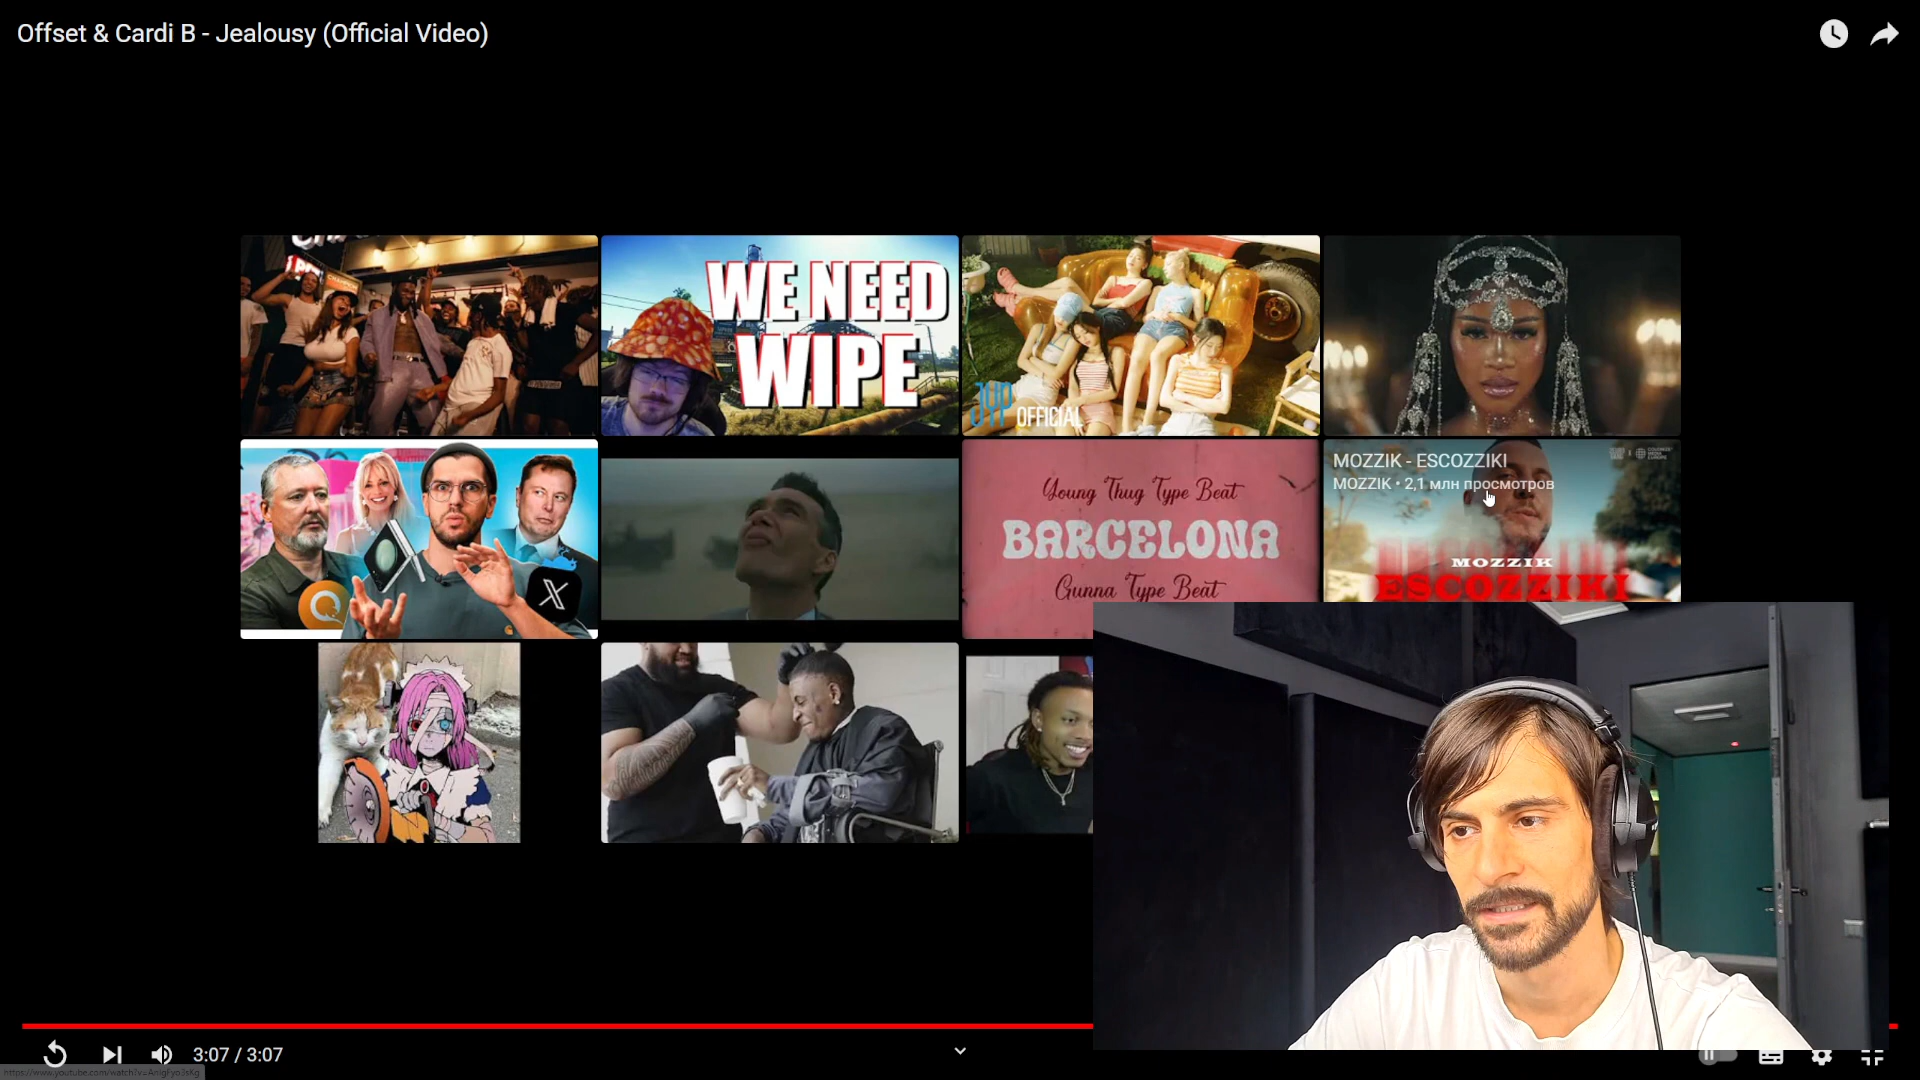 Offset & Cardi B - Jealousy (Official Video)
WE NEED
WIPE
JYP OFFICIAL
MOZZIK - ESCOZZIKI
MOZZIK • 2,1 млн просмотров
Young Thug Type Beat
BARCELONA
Gunna Type Beat
MOZZIK
ESCOZZIKI
3:07 / 3:07